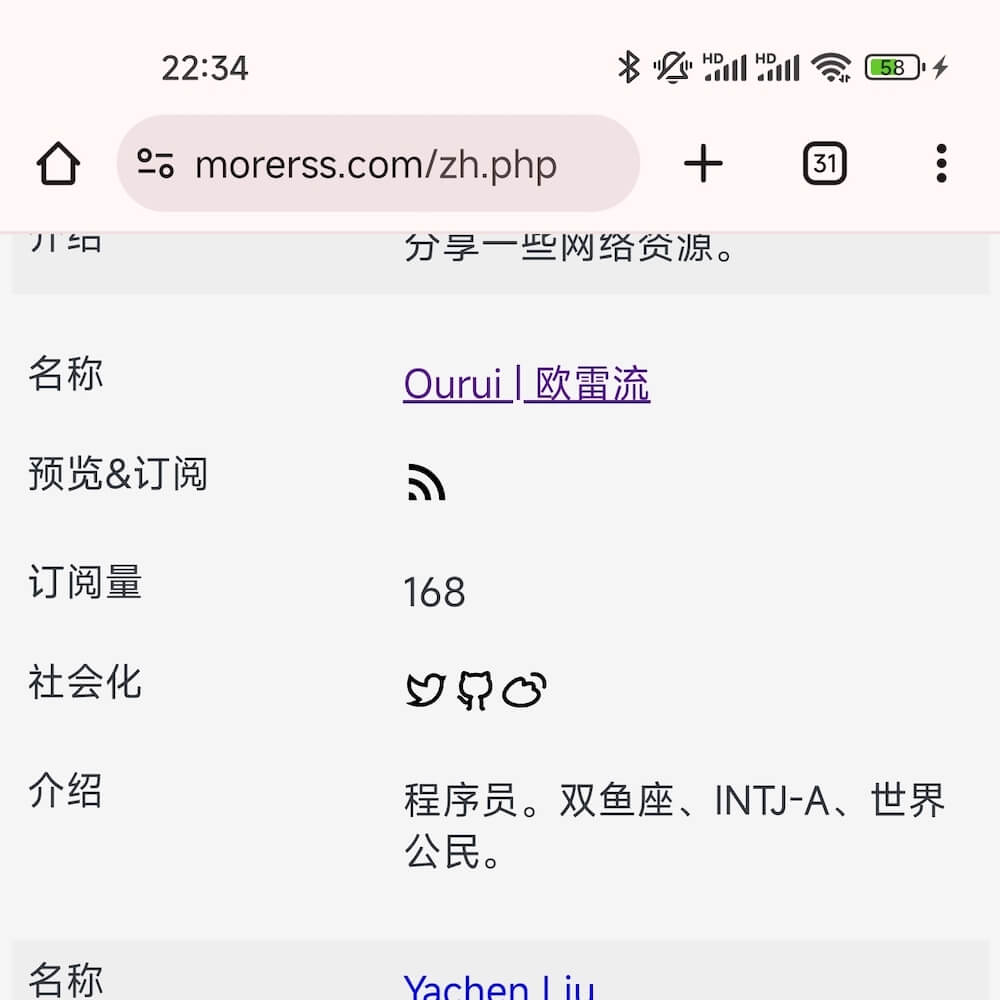 22:34
HD HD 58
morerss.com/zh.php 31
介绍 分享一些网络资源。
名称 Ourui | 欧雷流
预览&订阅
订阅量 168
社会化
介绍 程序员。双鱼座、INTJ-A、世界
公民。
名称 Yachen Liu